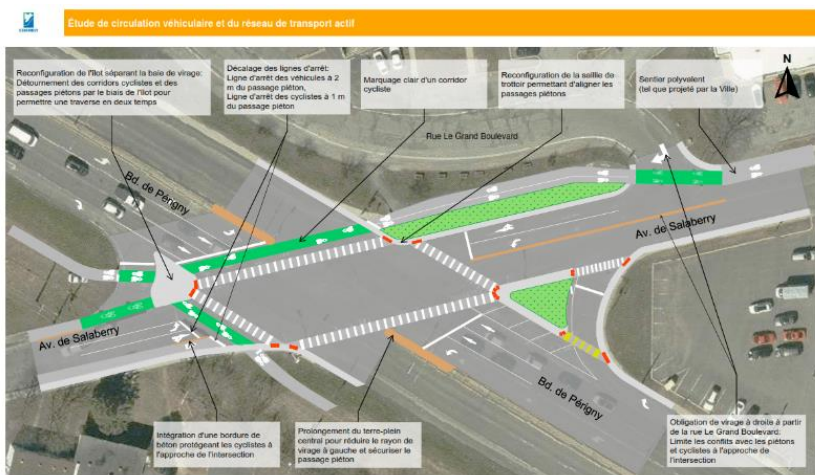 Étude de circulation véhiculaire et du réseau de transport actif
Reconfiguration de l'îlot séparant la baie de virage:
Détournement des corridors cyclistes et des
passages piétons par le biais de l'îlot pour
permettre une traverse en deux temps
Décalage des lignes d'arrêt:
Ligne d'arrêt des véhicules à 2
m du passage piéton,
Ligne d'arrêt des cyclistes à 1 m
du passage piéton
Marquage clair d'un corridor
cycliste
Reconfiguration de la saillie de
trottoir permettant d'aligner les
passages piétons
Sentier polyvalent
(tel que projeté par la Ville)
N
Rue Le Grand Boulevard
Bd. de Périgny
Av. de Salaberry
Av. de Salaberry
Bd. de Périgny
Intégration d'une bordure de
béton protégeant les cyclistes à
l'approche de l'intersection
Prolongement du terre-plein
central pour réduire le rayon de
virage à gauche et sécuriser le
passage piéton
Obligation de virage à droite à partir
de la rue Le Grand Boulevard:
Limite les conflits avec les piétons
et cyclistes à l'approche de
l'intersection